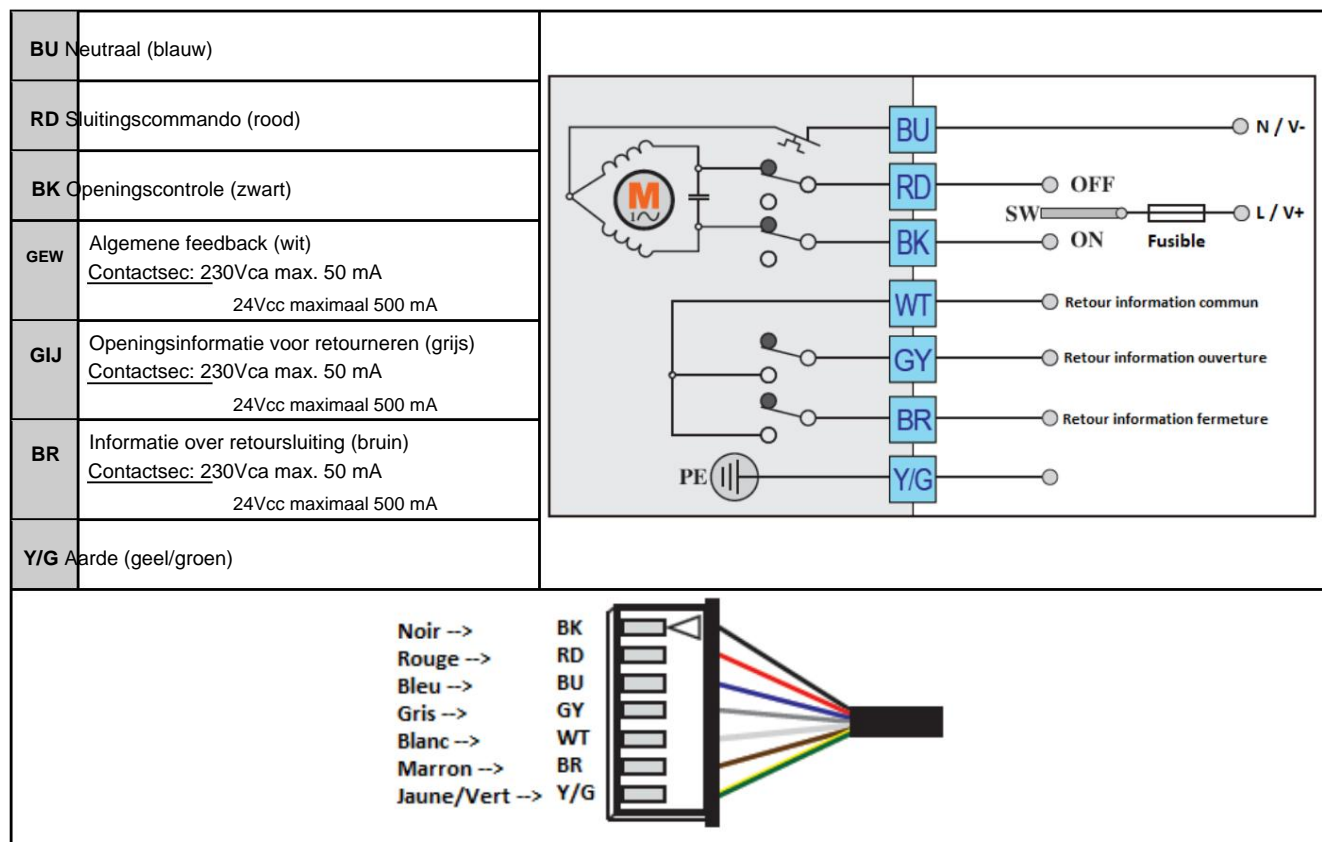 BU Neutraal (blauw)
RD Sluitingscommando (rood)
BK Openingscontrole (zwart)
GEW Algemene feedback (wit)
Contactsec: 230Vca max. 50 mA
24Vcc maximaal 500 mA
GIJ Openingsinformatie voor retourneren (grijs)
Contactsec: 230Vca max. 50 mA
24Vcc maximaal 500 mA
BR Informatie over retoursluiting (bruin)
Contactsec: 230Vca max. 50 mA
24Vcc maximaal 500 mA
Y/G Aarde (geel/groen)
M
1
BU N / V-
RD OFF
SW L / V+
BK ON Fusible
WT Retour information commun
GY Retour information ouverture
BR Retour information fermeture
PE Y/G
Noir --> BK
Rouge --> RD
Bleu --> BU
Gris --> GY
Blanc --> WT
Marron --> BR
Jaune/Vert --> Y/G